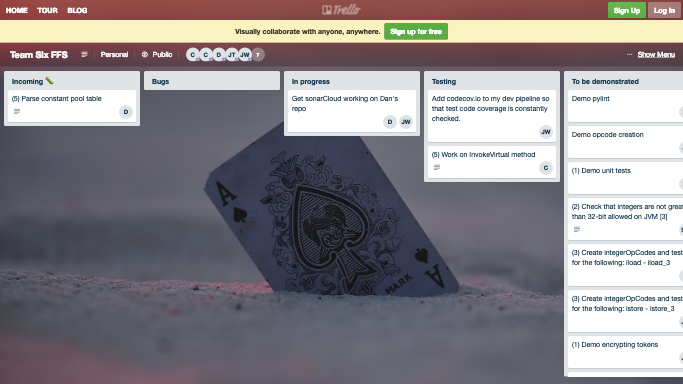 HOME TOUR BLOG
Trello
Sign Up Log In
Visually collaborate with anyone, anywhere. Sign up for free
Team Six FFS
Personal
Public
C C D JT JW 7
··· Show Menu
Incoming
(5) Parse constant pool table
D
Bugs
In progress
Get sonarCloud working on Dan's
repo
D JW
Testing
Add codecov.io to my dev pipeline so
that test code coverage is constantly
checked.
JW
(5) Work on InvokeVirtual method
C
To be demonstrated
Demo pylint
Demo opcode creation
(1) Demo unit tests
(2) Check that integers are not grea
than 32-bit allowed on JVM [3]
(3) Create integerOpCodes and test
for the following: iload - iload_3
(3) Create integerOpCodes and test
for the following: istore - istore_3
(1) Demo encrypting tokens
A
MARK
A